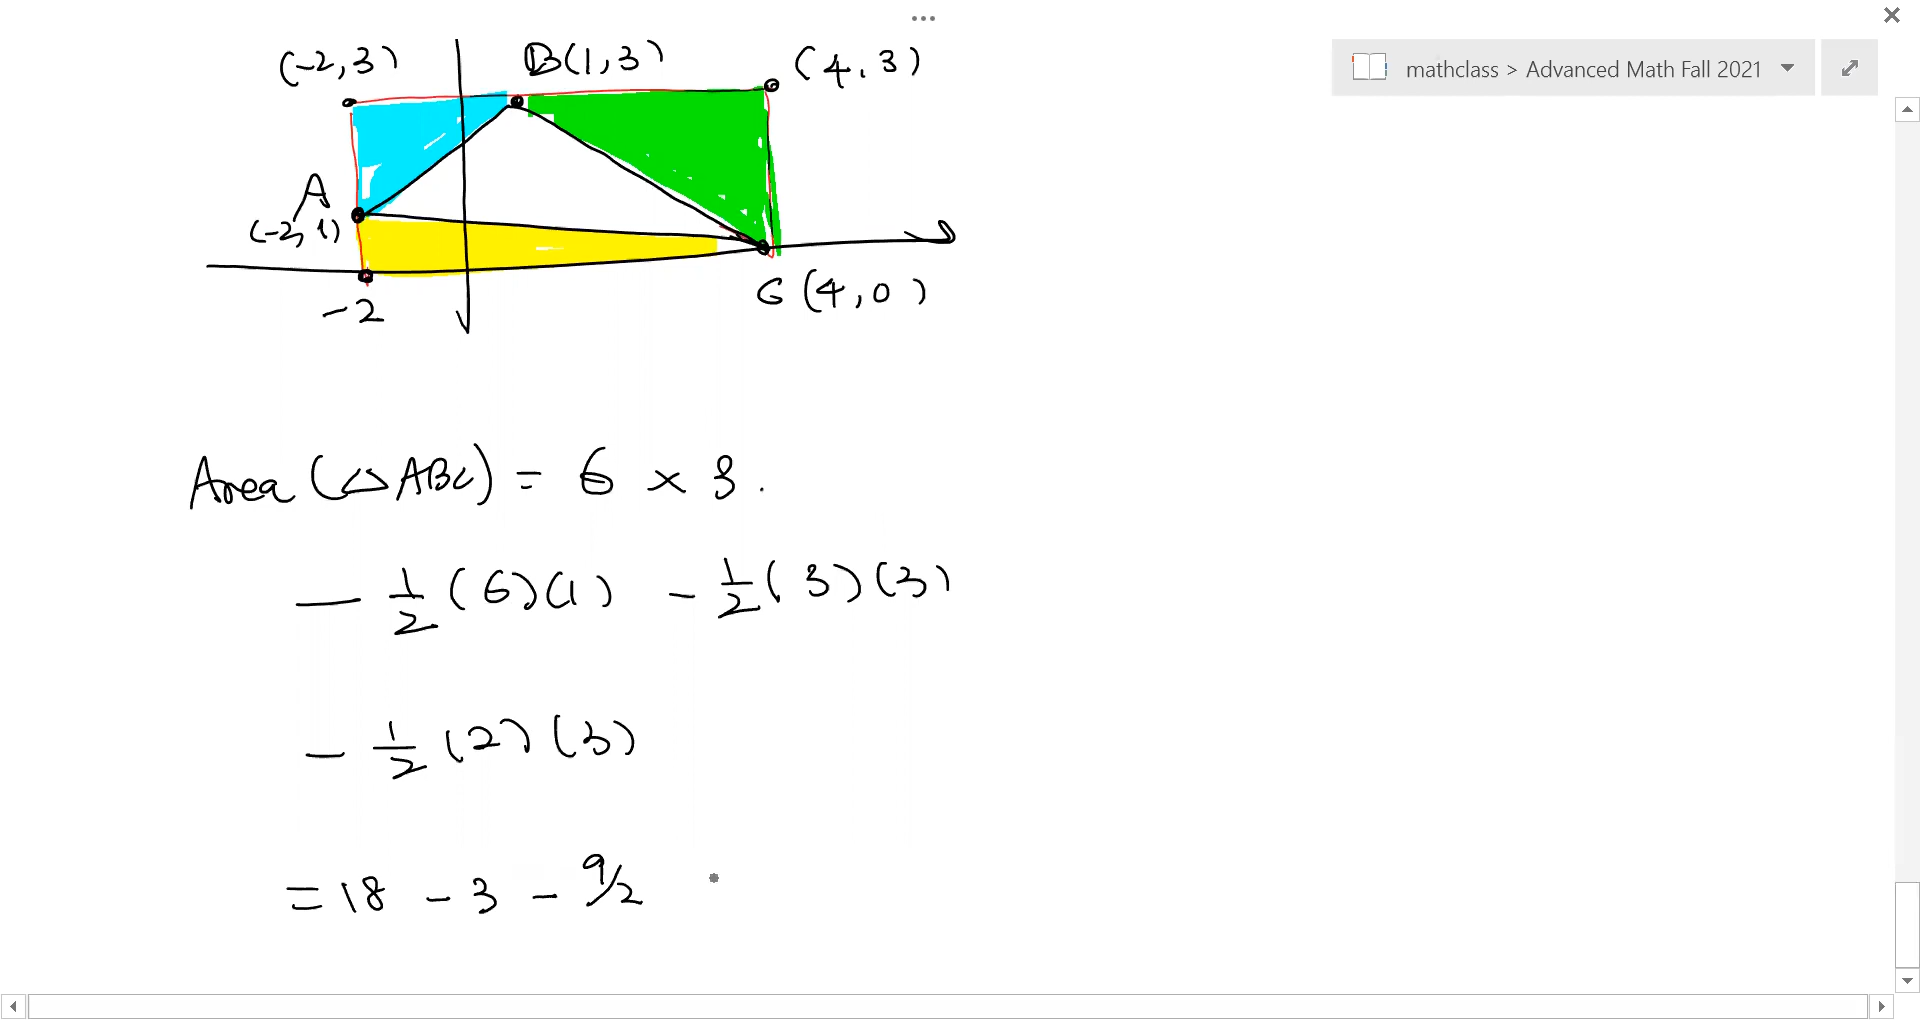 mathclass > Advanced Math Fall 2021
(-2,3) B(1,3) (4,3)
A
(-2,1)
-2 C(4,0)
Area (△ABC) = 6 × 3.
- 1/2 (6)(1) - 1/2 (3)(3)
- 1/2 (2)(3)
= 18 - 3 - 9/2